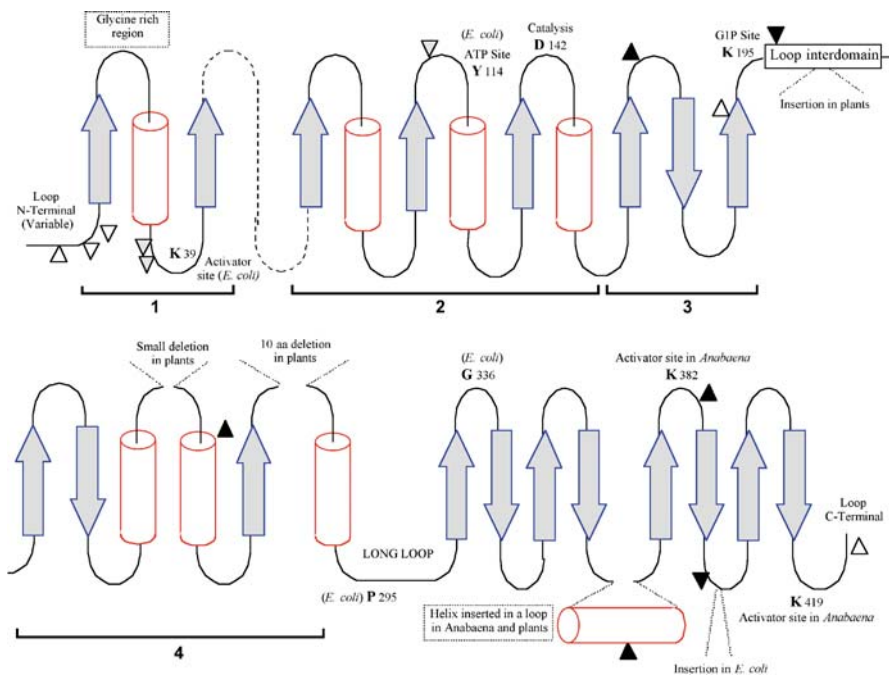 Glycine rich
region
(E. coli)
ATP Site
Y 114
Catalysis
D 142
G1P Site
K 195
Loop interdomain
Insertion in plants
Loop
N-Terminal
(Variable)
K 39
Activator
site (E. coli)
1
2
3
Small deletion
in plants
10 aa deletion
in plants
(E. coli)
G 336
Activator site in Anabaena
K 382
Loop
C-Terminal
LONG LOOP
(E. coli) P 295
K 419
Activator site in Anabaena
Helix inserted in a loop
in Anabaena and plants
Insertion in E. coli
4